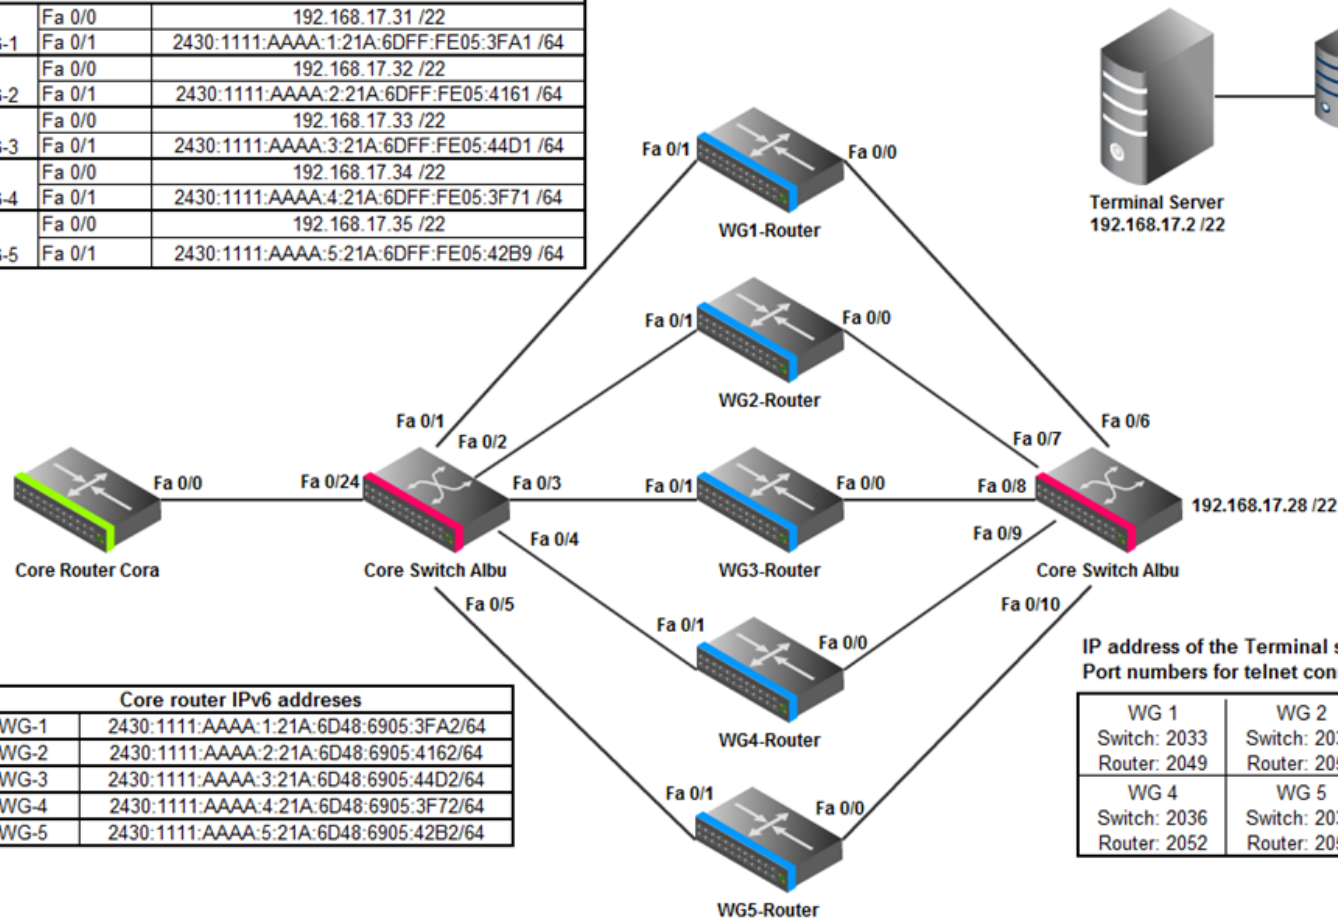 Fa 0/0 192.168.17.31 /22
-1 Fa 0/1 2430:1111:AAAA:1:21A:6DFF:FE05:3FA1 /64
Fa 0/0 192.168.17.32 /22
-2 Fa 0/1 2430:1111:AAAA:2:21A:6DFF:FE05:4161 /64
Fa 0/0 192.168.17.33 /22
-3 Fa 0/1 2430:1111:AAAA:3:21A:6DFF:FE05:44D1 /64
Fa 0/0 192.168.17.34 /22
-4 Fa 0/1 2430:1111:AAAA:4:21A:6DFF:FE05:3F71 /64
Fa 0/0 192.168.17.35 /22
-5 Fa 0/1 2430:1111:AAAA:5:21A:6DFF:FE05:42B9 /64
Terminal Server
192.168.17.2 /22
Fa 0/1
Fa 0/0
WG1-Router
Fa 0/1
Fa 0/0
WG2-Router
Fa 0/1
Fa 0/2
Fa 0/7
Fa 0/6
Fa 0/0
Fa 0/24
Fa 0/3
Fa 0/1
Fa 0/0
Fa 0/8
192.168.17.28 /22
Fa 0/4
Fa 0/9
Core Router Cora
Core Switch Albu
WG3-Router
Core Switch Albu
Fa 0/5
Fa 0/10
Fa 0/1
Fa 0/0
WG4-Router
Fa 0/1
Fa 0/0
WG5-Router
IP address of the Terminal s
Port numbers for telnet con
WG 1
Switch: 2033
Router: 2049
WG 2
Switch: 203
Router: 205
WG 4
Switch: 2036
Router: 2052
WG 5
Switch: 203
Router: 205
Core router IPv6 addreses
WG-1 2430:1111:AAAA:1:21A:6D48:6905:3FA2/64
WG-2 2430:1111:AAAA:2:21A:6D48:6905:4162/64
WG-3 2430:1111:AAAA:3:21A:6D48:6905:44D2/64
WG-4 2430:1111:AAAA:4:21A:6D48:6905:3F72/64
WG-5 2430:1111:AAAA:5:21A:6D48:6905:42B2/64